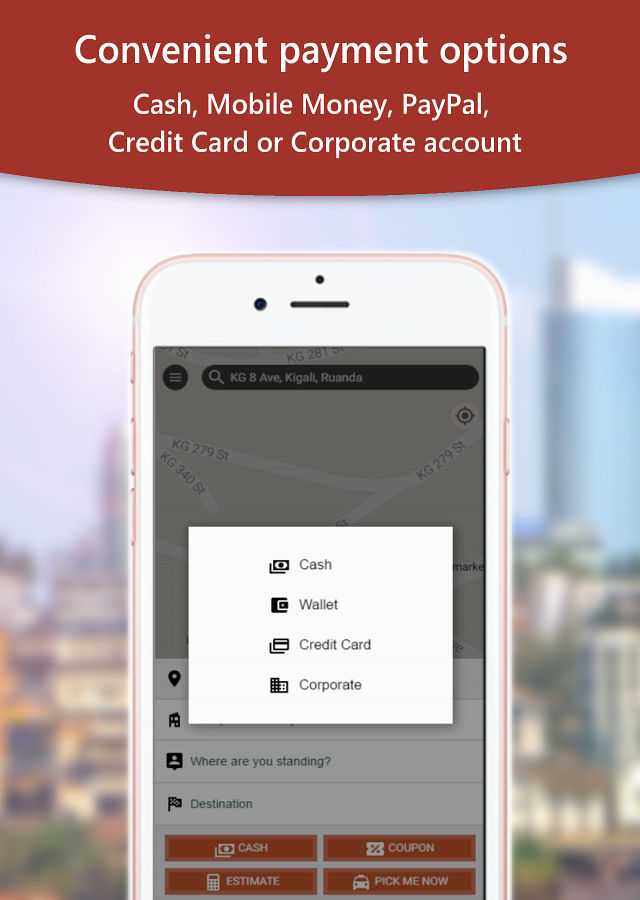 Convenient payment options
Cash, Mobile Money, PayPal,
Credit Card or Corporate account
KG 281 St
KG 8 Ave, Kigali, Ruanda
KG 279 St
KG 279 St
KG 340 St
St
Cash
Wallet
Credit Card
Corporate
Where are you standing?
Destination
CASH
COUPON
ESTIMATE
PICK ME NOW